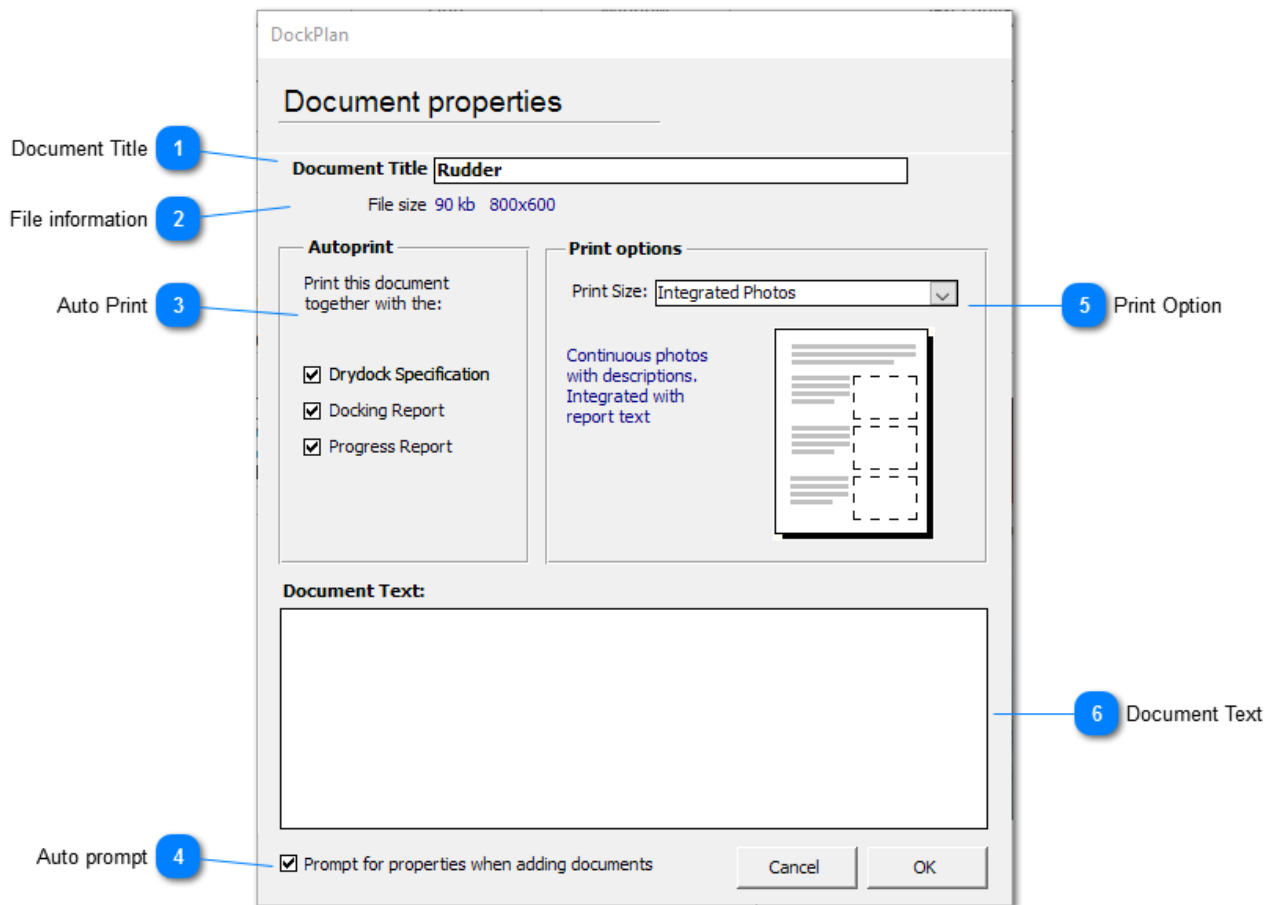 DockPlan
Document properties
Document Title 1
Document Title Rudder
File information 2
File size 90 kb 800x600
Auto Print 3
Autoprint
Print this document
together with the:
Drydock Specification
Docking Report
Progress Report
Print options
Print Size: Integrated Photos
5 Print Option
Continuous photos
with descriptions.
Integrated with
report text
Document Text:
6 Document Text
Auto prompt 4
Prompt for properties when adding documents
Cancel
OK